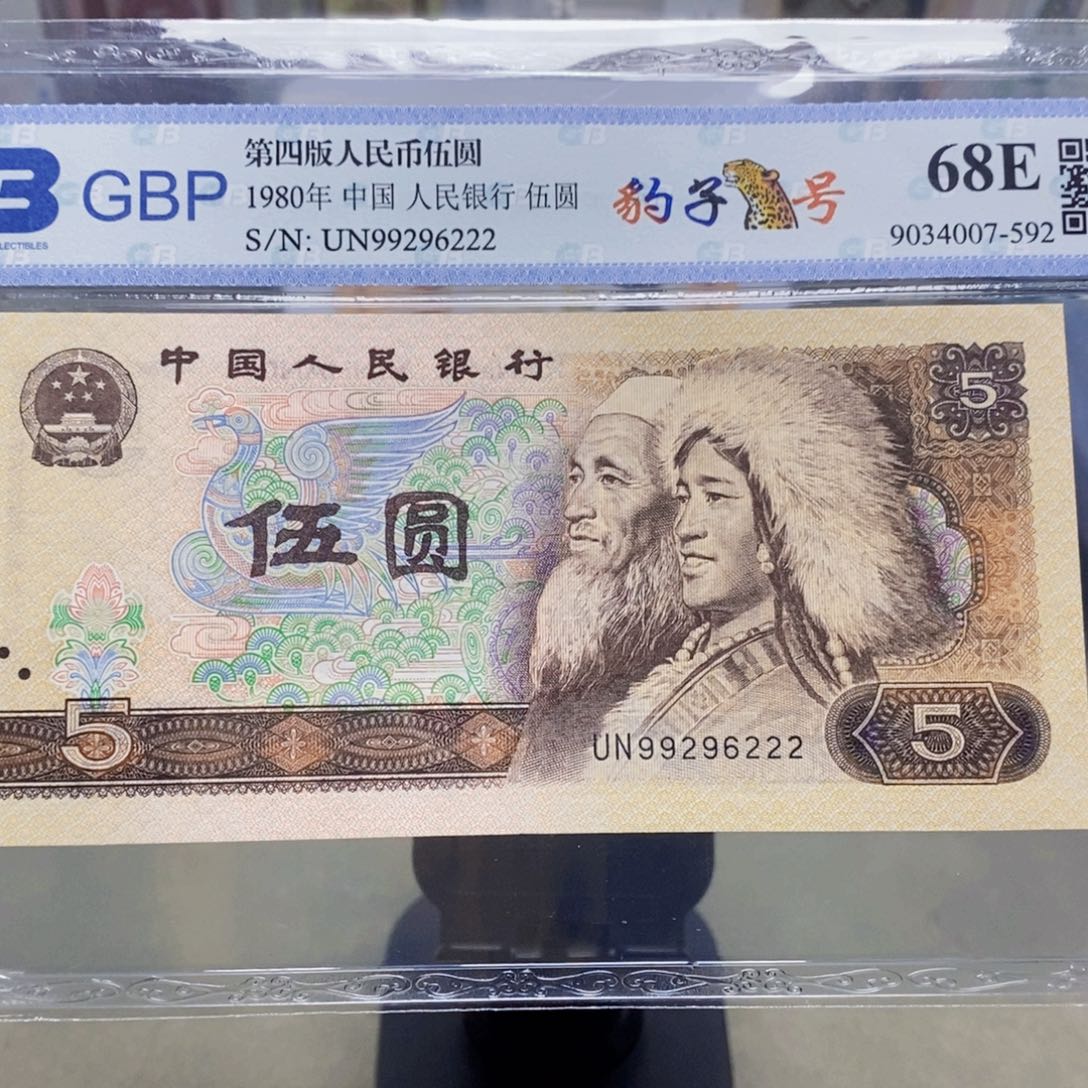 GBP
LECTIBLES
第四版人民币伍圆
1980年 中国 人民银行 伍圆
S/N: UN99296222
豹子号
68E
9034007-592
中国人民银行
5
伍圆
5
UN99296222
5